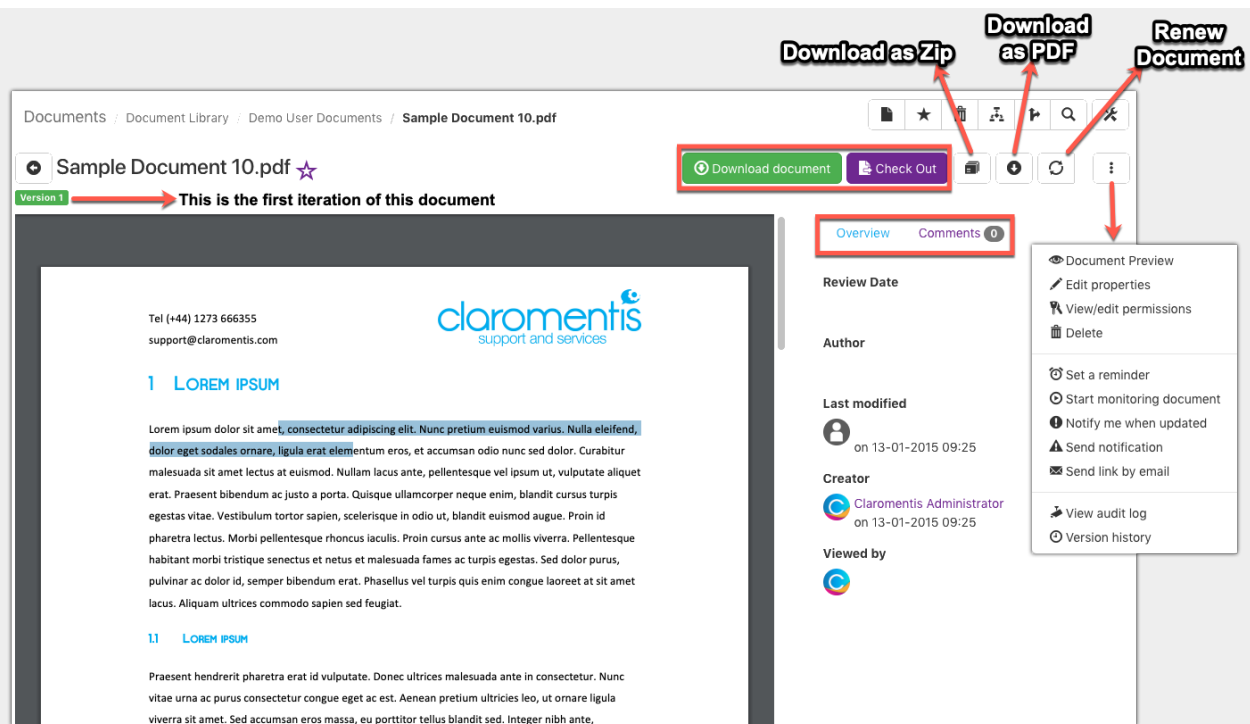 Download as Zip
Download
as PDF
Renew
Document
Documents / Document Library / Demo User Documents / Sample Document 10.pdf
Sample Document 10.pdf
Download document
Check Out
Version 1
This is the first iteration of this document
Overview
Comments 0
Tel (+44) 1273 666355
support@claromentis.com
claromentis
support and services
1 Lorem ipsum
Lorem ipsum dolor sit amet, consectetur adipiscing elit. Nunc pretium euismod varius. Nulla eleifend,
dolor eget sodales ornare, ligula erat elementum eros, et accumsan odio nunc sed dolor. Curabitur
malesuada sit amet lectus at euismod. Nullam lacus ante, pellentesque vel ipsum ut, vulputate aliquet
erat. Praesent bibendum ac justo a porta. Quisque ullamcorper neque enim, blandit cursus turpis
egestas vitae. Vestibulum tortor sapien, scelerisque in odio ut, blandit euismod augue. Proin id
pharetra lectus. Morbi pellentesque rhoncus iaculis. Proin cursus ante ac mollis viverra. Pellentesque
habitant morbi tristique senectus et netus et malesuada fames ac turpis egestas. Sed dolor purus,
pulvinar ac dolor id, semper bibendum erat. Phasellus vel turpis quis enim congue laoreet at sit amet
lacus. Aliquam ultrices commodo sapien sed feugiat.
1.1 Lorem ipsum
Praesent hendrerit pharetra erat id vulputate. Donec ultrices malesuada ante in consectetur. Nunc
vitae urna ac purus consectetur congue eget ac est. Aenean pretium ultricies leo, ut ornare ligula
viverra sit amet. Sed accumsan eros massa, eu porttitor tellus blandit sed. Integer nibh ante,
Review Date
Author
Last modified
on 13-01-2015 09:25
Creator
Claromentis Administrator
on 13-01-2015 09:25
Viewed by
Document Preview
Edit properties
View/edit permissions
Delete
Set a reminder
Start monitoring document
Notify me when updated
Send notification
Send link by email
View audit log
Version history